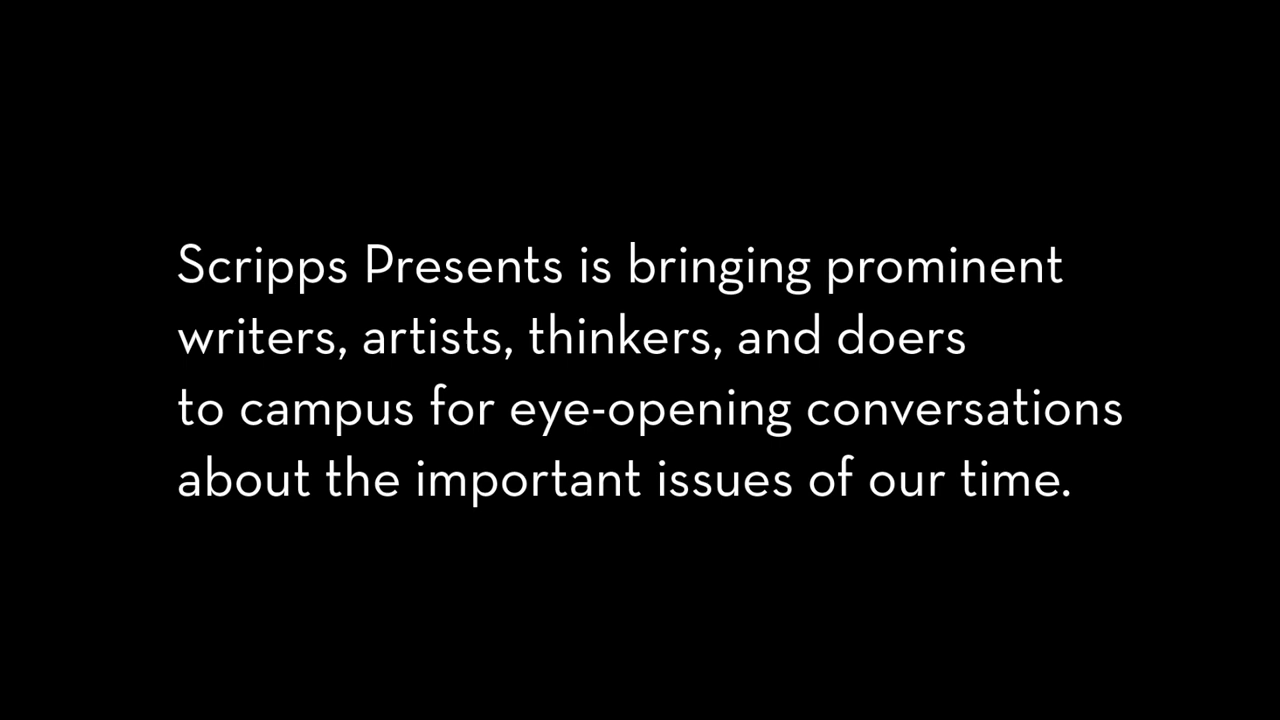 Scripps Presents is bringing prominent
writers, artists, thinkers, and doers
to campus for eye-opening conversations
about the important issues of our time.